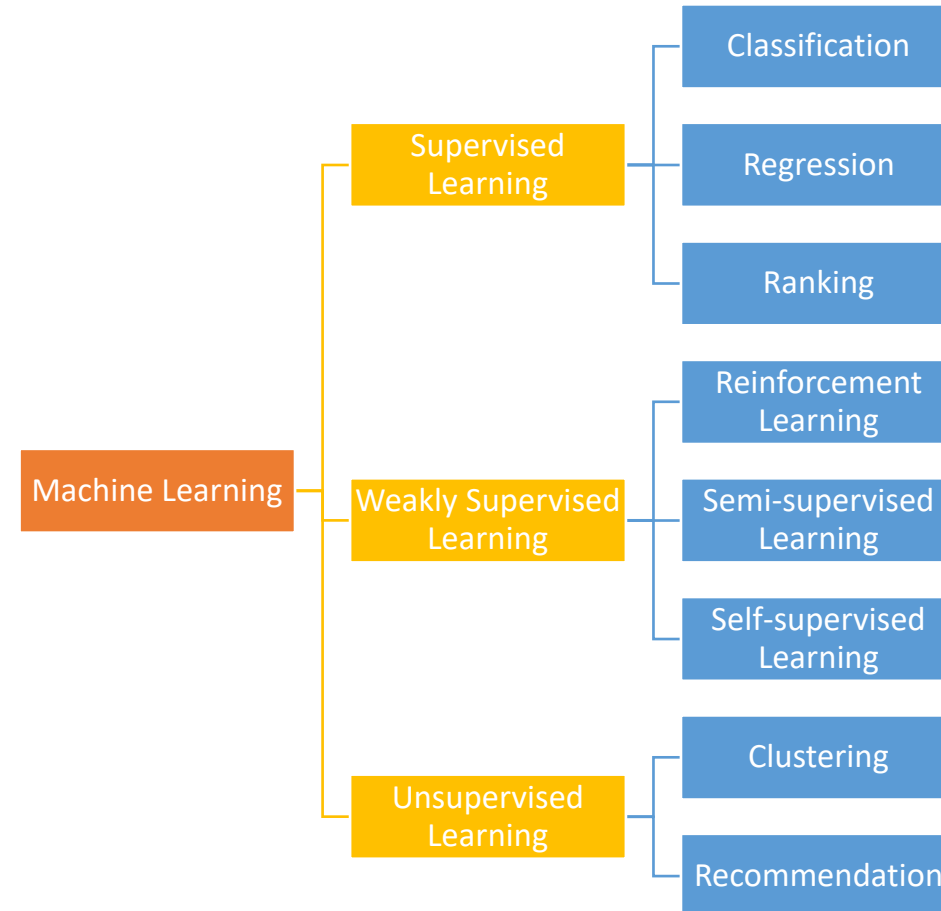 Classification
Supervised
Learning
Regression
Ranking
Reinforcement
Learning
Machine Learning
Weakly Supervised
Learning
Semi-supervised
Learning
Self-supervised
Learning
Clustering
Unsupervised
Learning
Recommendation